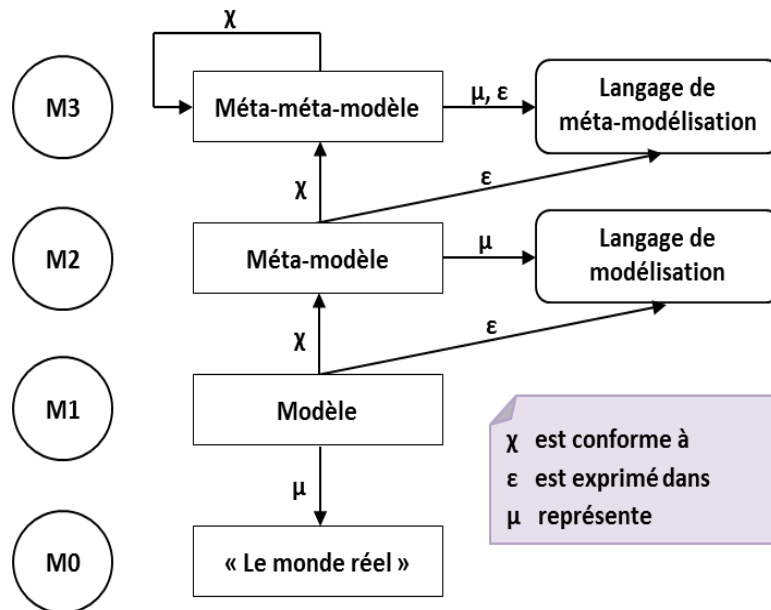 χ
M3
Méta-méta-modèle
μ, ε
Langage de
méta-modélisation
χ
ε
M2
Méta-modèle
μ
Langage de
modélisation
χ
ε
M1
Modèle
μ
χ est conforme à
ε est exprimé dans
μ représente
M0
« Le monde réel »